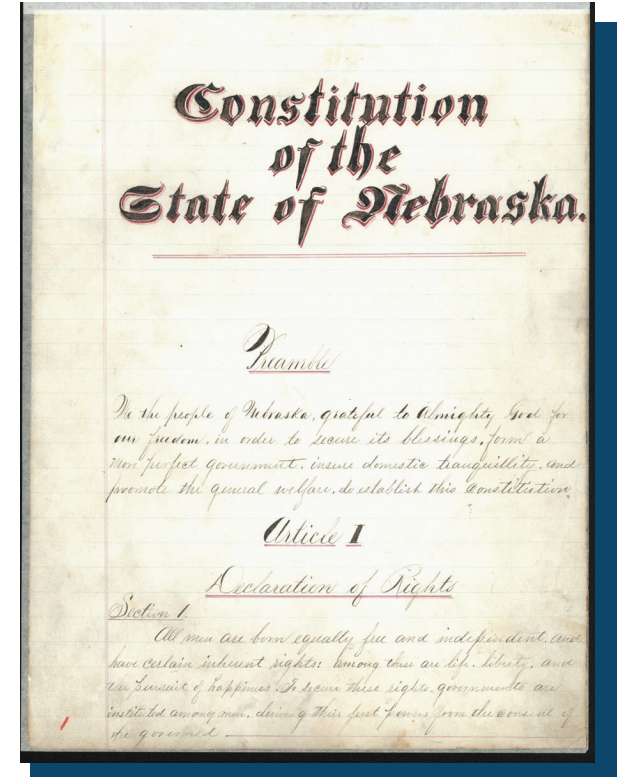 Constitution
of the
State of Nebraska.
Preamble
We the people of Nebraska, grateful to Almighty God for
our freedom, in order to secure its blessings, form a
more perfect government, insure domestic tranquillity, and
promote the general welfare, do establish this constitution.
Article I
Declaration of Rights
Section 1.
All men are born equally free and independent, and
have certain inherent rights; among these are life, liberty, and
the pursuit of happiness. To secure these rights, governments are
instituted among men, deriving their just powers from the consent of
the governed.